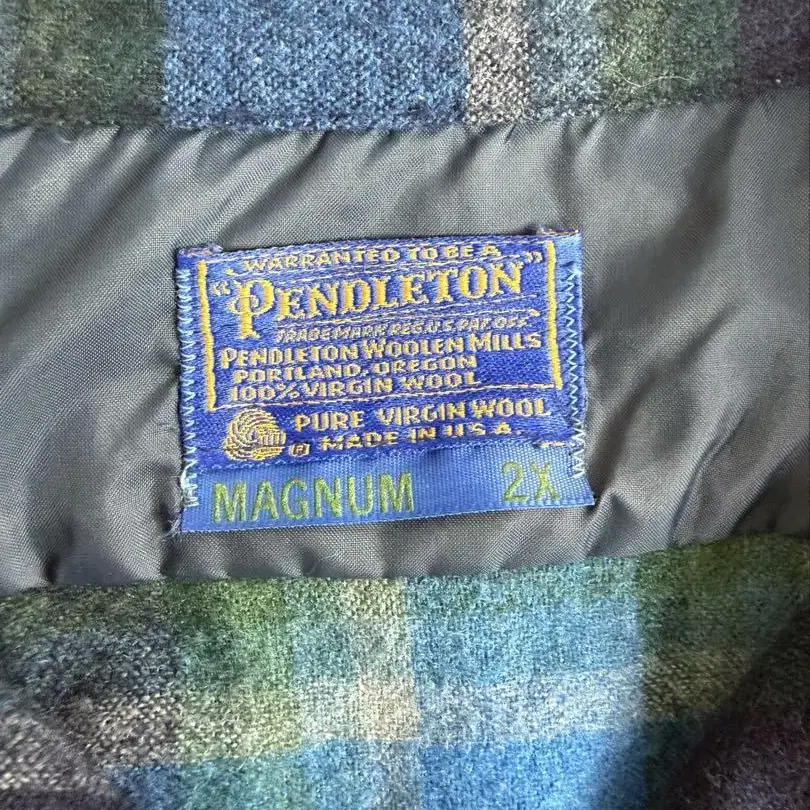 WARRANTED TO BE A
"PENDLETON"
TRADE MARK REG. U.S. PAT. OFF.
PENDLETON WOOLEN MILLS
PORTLAND, OREGON
100% VIRGIN WOOL
PURE VIRGIN WOOL
® MADE IN U.S.A.
MAGNUM 2X